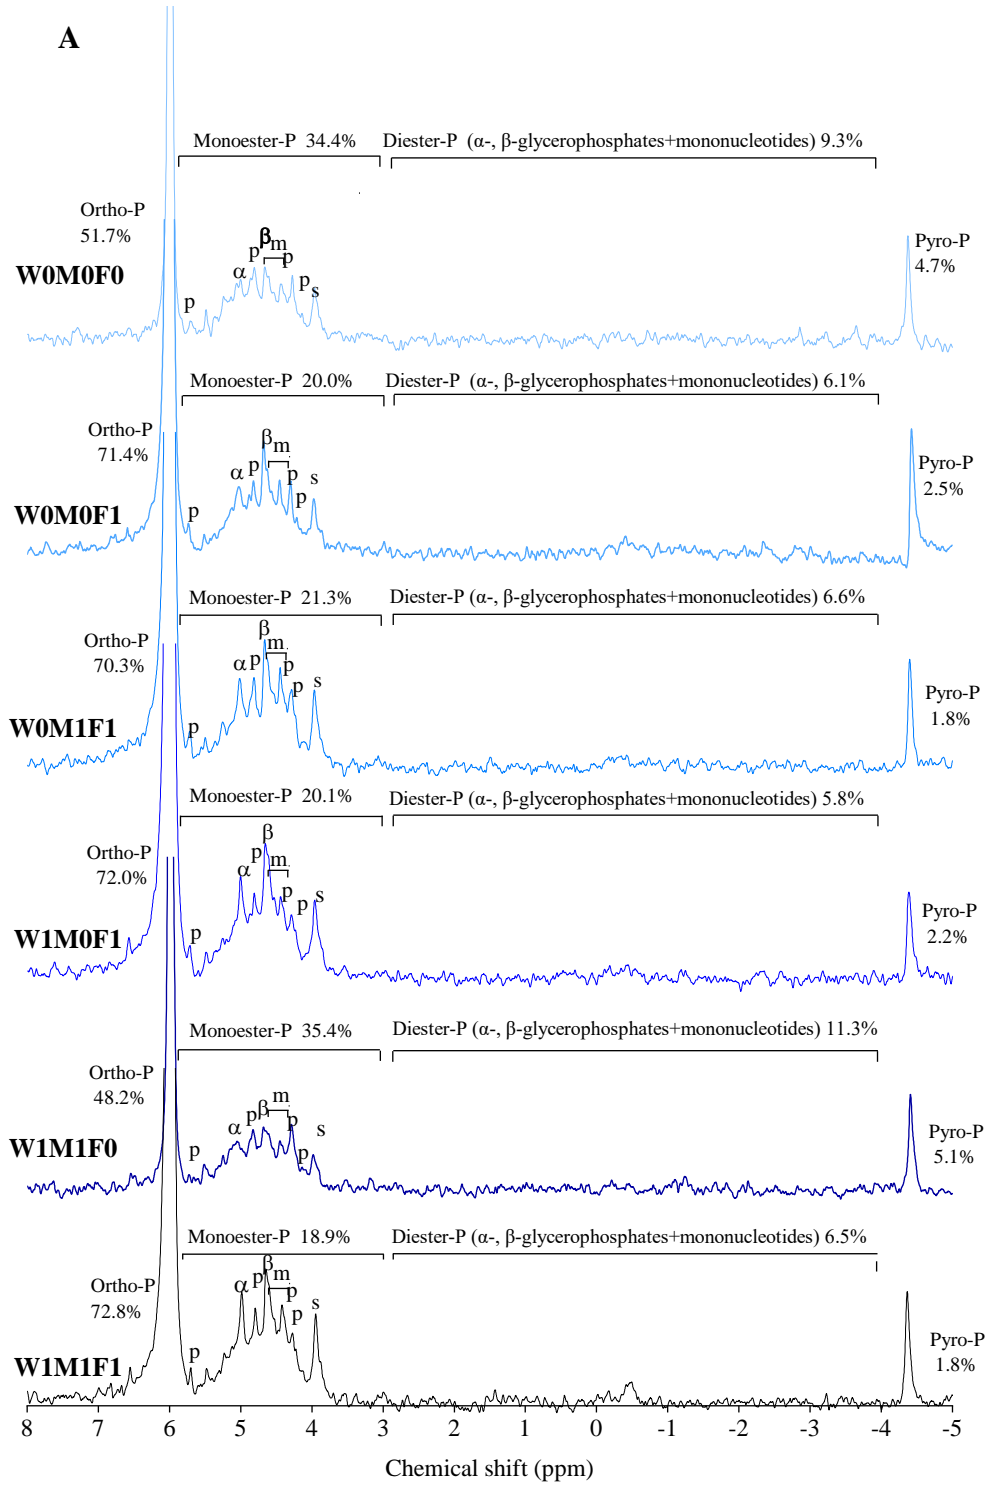 A
Monoester-P 34.4%
Diester-P (α-, β-glycerophosphates+mononucleotides) 9.3%
Ortho-P
51.7%
W0M0F0
p
α
p
β
m
p
p
s
Pyro-P
4.7%
Monoester-P 20.0%
Diester-P (α-, β-glycerophosphates+mononucleotides) 6.1%
Ortho-P
71.4%
W0M0F1
p
α
p
β
m
p
p
s
Pyro-P
2.5%
Monoester-P 21.3%
Diester-P (α-, β-glycerophosphates+mononucleotides) 6.6%
Ortho-P
70.3%
W0M1F1
p
α
p
β
m
p
p
s
Pyro-P
1.8%
Monoester-P 20.1%
Diester-P (α-, β-glycerophosphates+mononucleotides) 5.8%
Ortho-P
72.0%
W1M0F1
p
α
p
β
m
p
p
s
Pyro-P
2.2%
Monoester-P 35.4%
Diester-P (α-, β-glycerophosphates+mononucleotides) 11.3%
Ortho-P
48.2%
W1M1F0
p
α
p
β
m
p
p
s
Pyro-P
5.1%
Monoester-P 18.9%
Diester-P (α-, β-glycerophosphates+mononucleotides) 6.5%
Ortho-P
72.8%
W1M1F1
p
α
p
β
m
p
p
s
Pyro-P
1.8%
8 7 6 5 4 3 2 1 0 -1 -2 -3 -4 -5
Chemical shift (ppm)